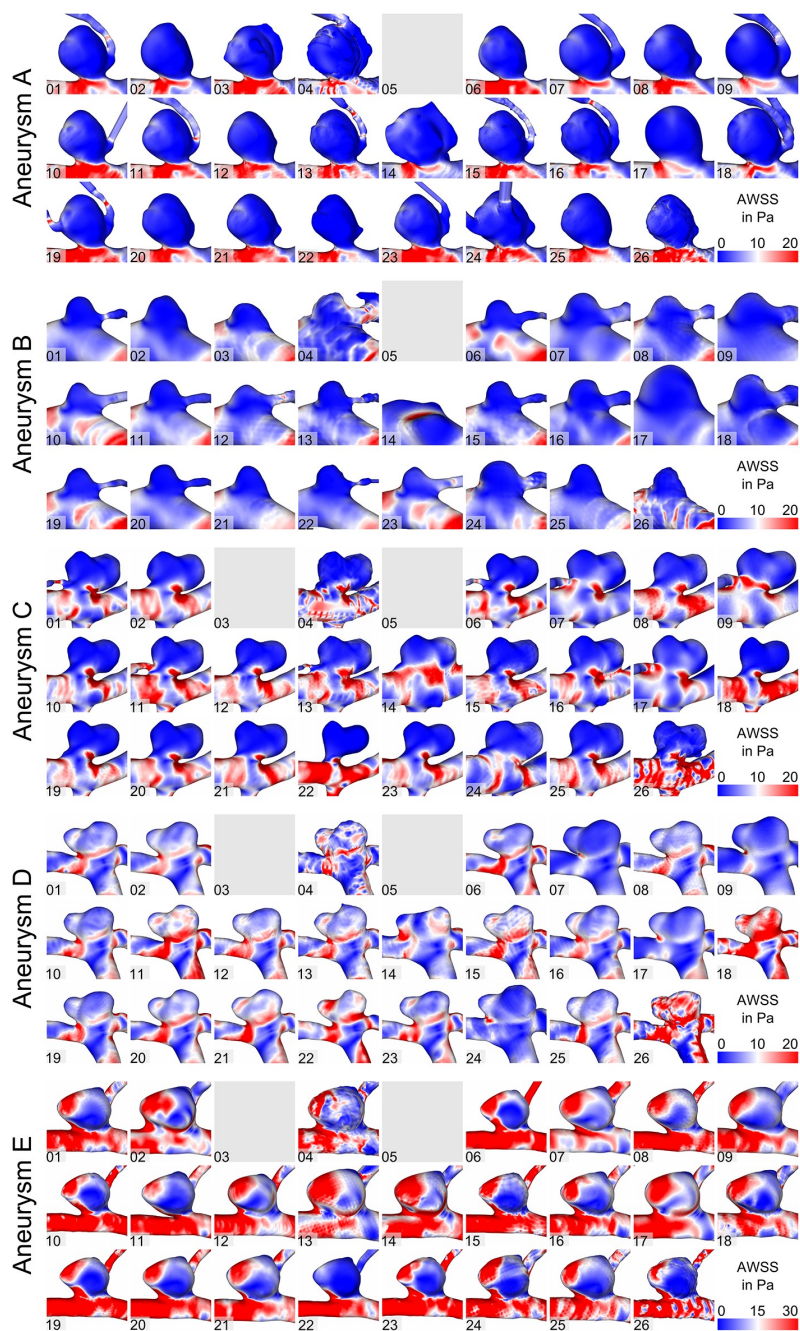 Aneurysm A
01 02 03 04 05 06 07 08 09
10 11 12 13 14 15 16 17 18
19 20 21 22 23 24 25 26
AWSS
in Pa
0 10 20
Aneurysm B
01 02 03 04 05 06 07 08 09
10 11 12 13 14 15 16 17 18
19 20 21 22 23 24 25 26
AWSS
in Pa
0 10 20
Aneurysm C
01 02 03 04 05 06 07 08 09
10 11 12 13 14 15 16 17 18
19 20 21 22 23 24 25 26
AWSS
in Pa
0 10 20
Aneurysm D
01 02 03 04 05 06 07 08 09
10 11 12 13 14 15 16 17 18
19 20 21 22 23 24 25 26
AWSS
in Pa
0 10 20
Aneurysm E
01 02 03 04 05 06 07 08 09
10 11 12 13 14 15 16 17 18
19 20 21 22 23 24 25 26
AWSS
in Pa
0 15 30